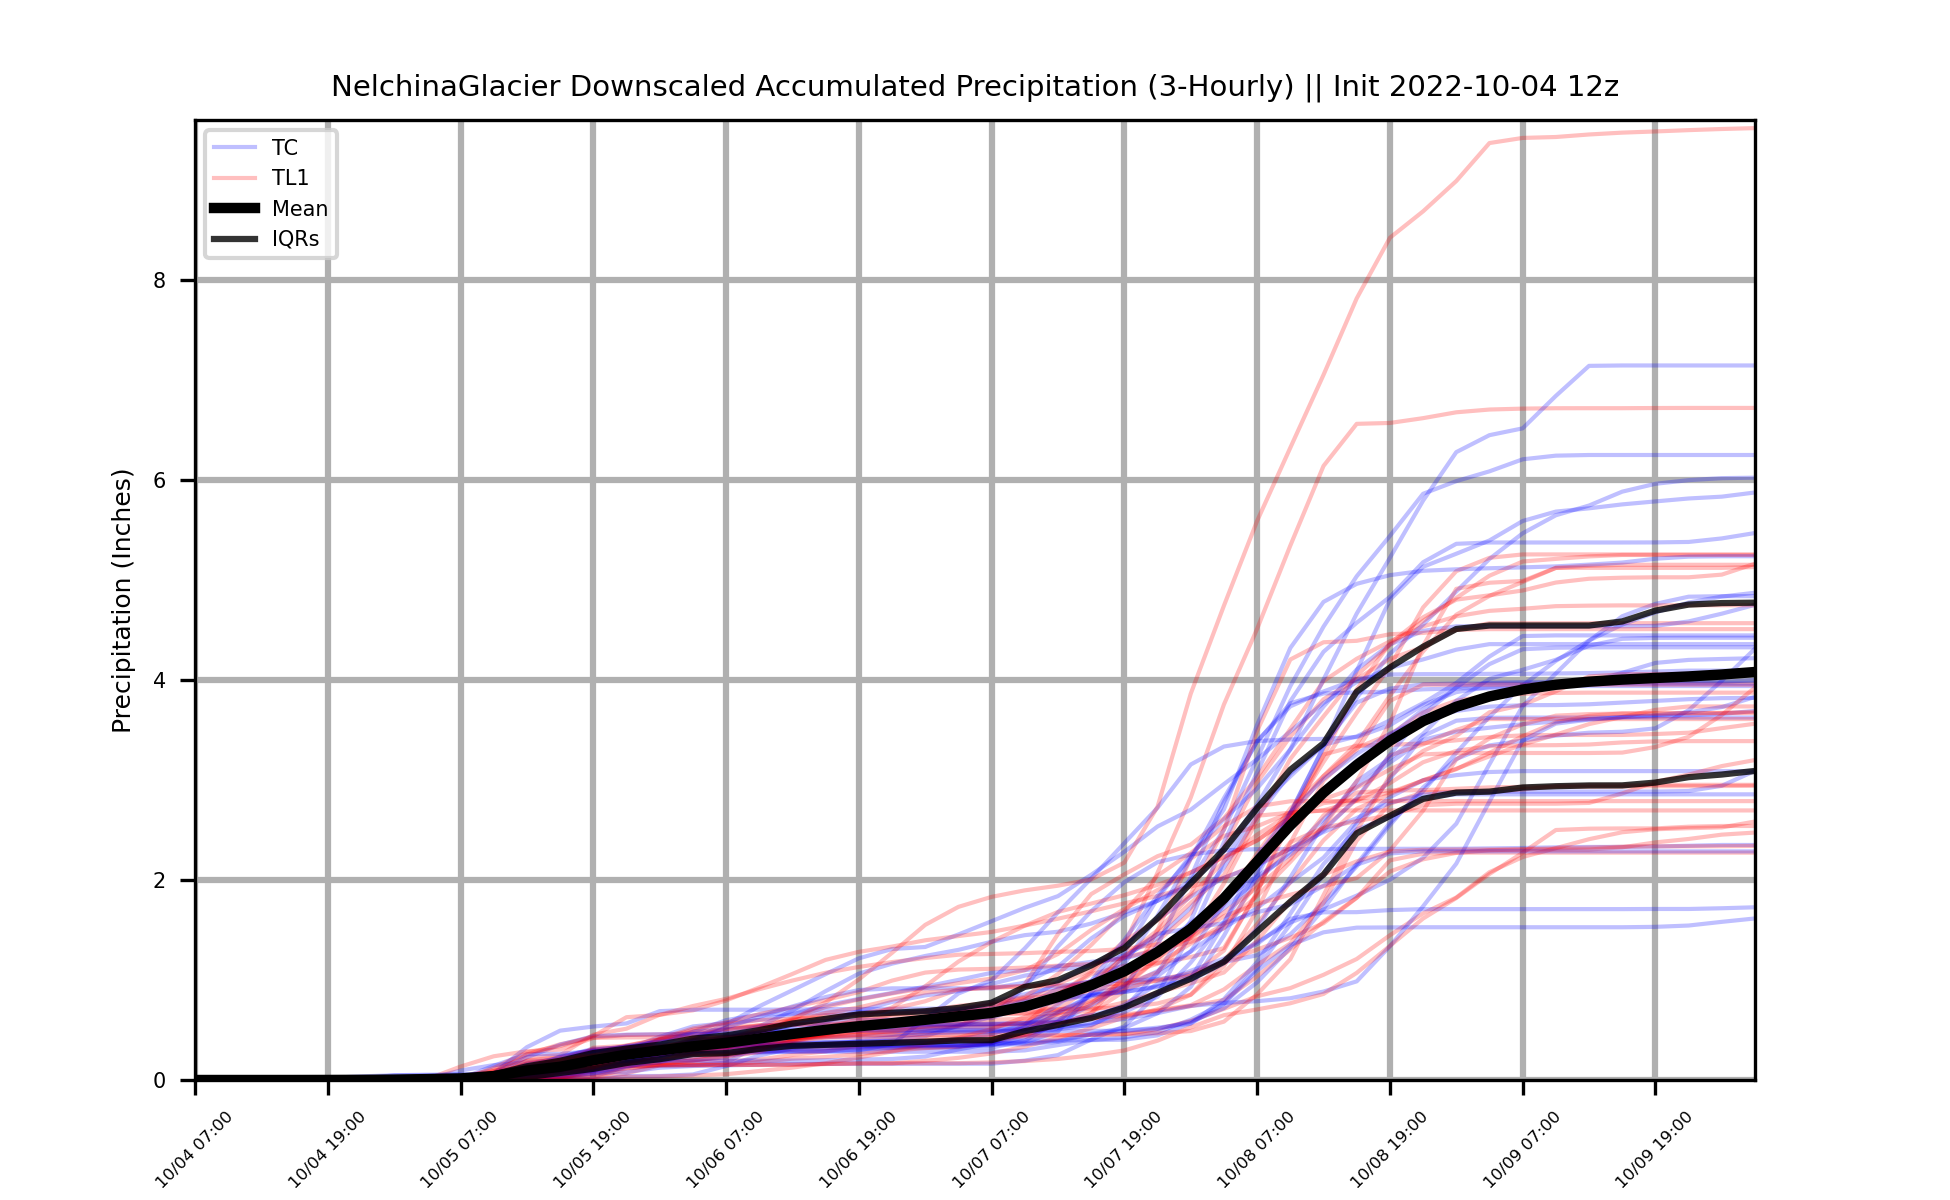 NelchinaGlacier Downscaled Accumulated Precipitation (3-Hourly) || Init 2022-10-04 12z
TC
TL1
Mean
IQRs
Precipitation (Inches)
8
6
4
2
0
10/04 07:00
10/04 19:00
10/05 07:00
10/05 19:00
10/06 07:00
10/06 19:00
10/07 07:00
10/07 19:00
10/08 07:00
10/08 19:00
10/09 07:00
10/09 19:00